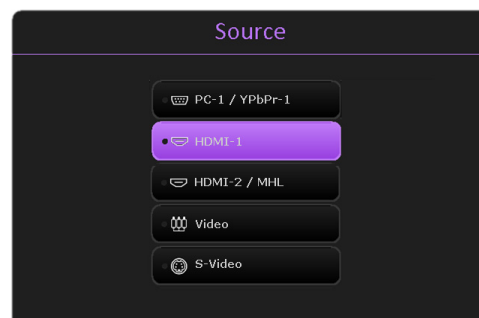 Source
PC-1 / YPbPr-1
HDMI-1
HDMI-2 / MHL
Video
S-Video